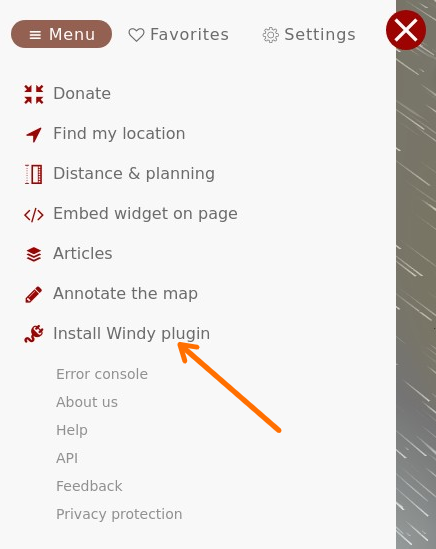 Menu Favorites Settings
Donate
Find my location
Distance & planning
Embed widget on page
Articles
Annotate the map
Install Windy plugin
Error console
About us
Help
API
Feedback
Privacy protection